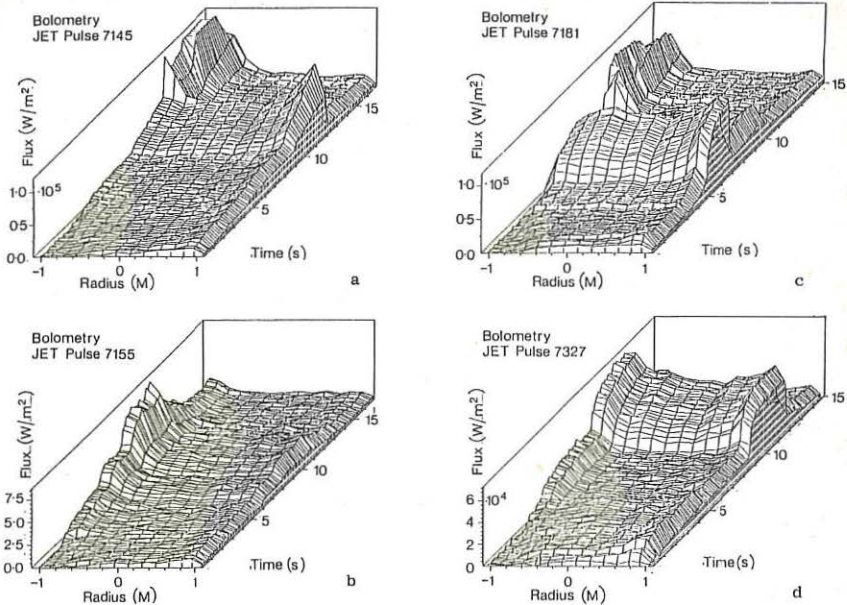 Bolometry
JET Pulse 7145
Flux (W/m²)
1·0
·10⁵
0·5
0·0
-1
0
1
Radius (M)
5
10
15
Time (s)
a
Bolometry
JET Pulse 7181
Flux (W/m²)
1·0
·10⁵
0·5
0·0
-1
0
1
Radius (M)
5
10
15
Time (s)
c
Bolometry
JET Pulse 7155
Flux (W/m²)
7·5
5·0
2·5
0·0
-1
0
1
Radius (M)
5
10
15
Time (s)
b
Bolometry
JET Pulse 7327
Flux (W/m²)
6
·10⁴
4
2
0
-1
0
1
Radius (M)
5
10
15
Time (s)
d